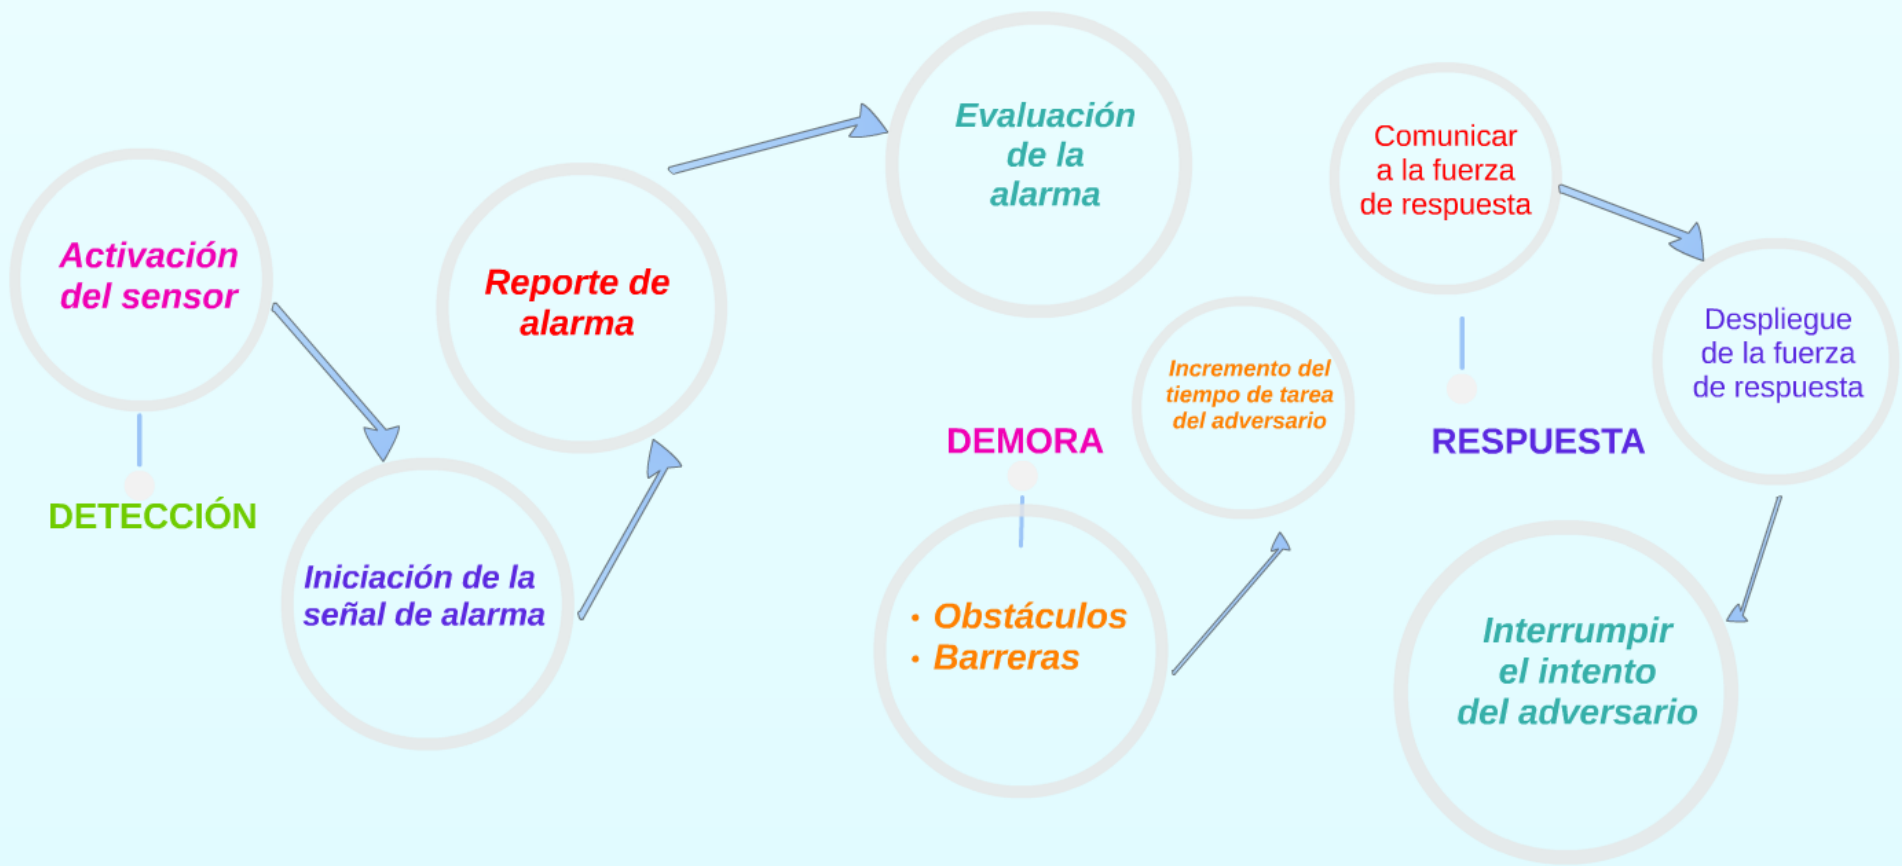 Activación
del sensor
DETECCIÓN
Iniciación de la
señal de alarma
Reporte de
alarma
Evaluación
de la
alarma
DEMORA
• Obstáculos
• Barreras
Incremento del
tiempo de tarea
del adversario
Comunicar
a la fuerza
de respuesta
RESPUESTA
Despliegue
de la fuerza
de respuesta
Interrumpir
el intento
del adversario